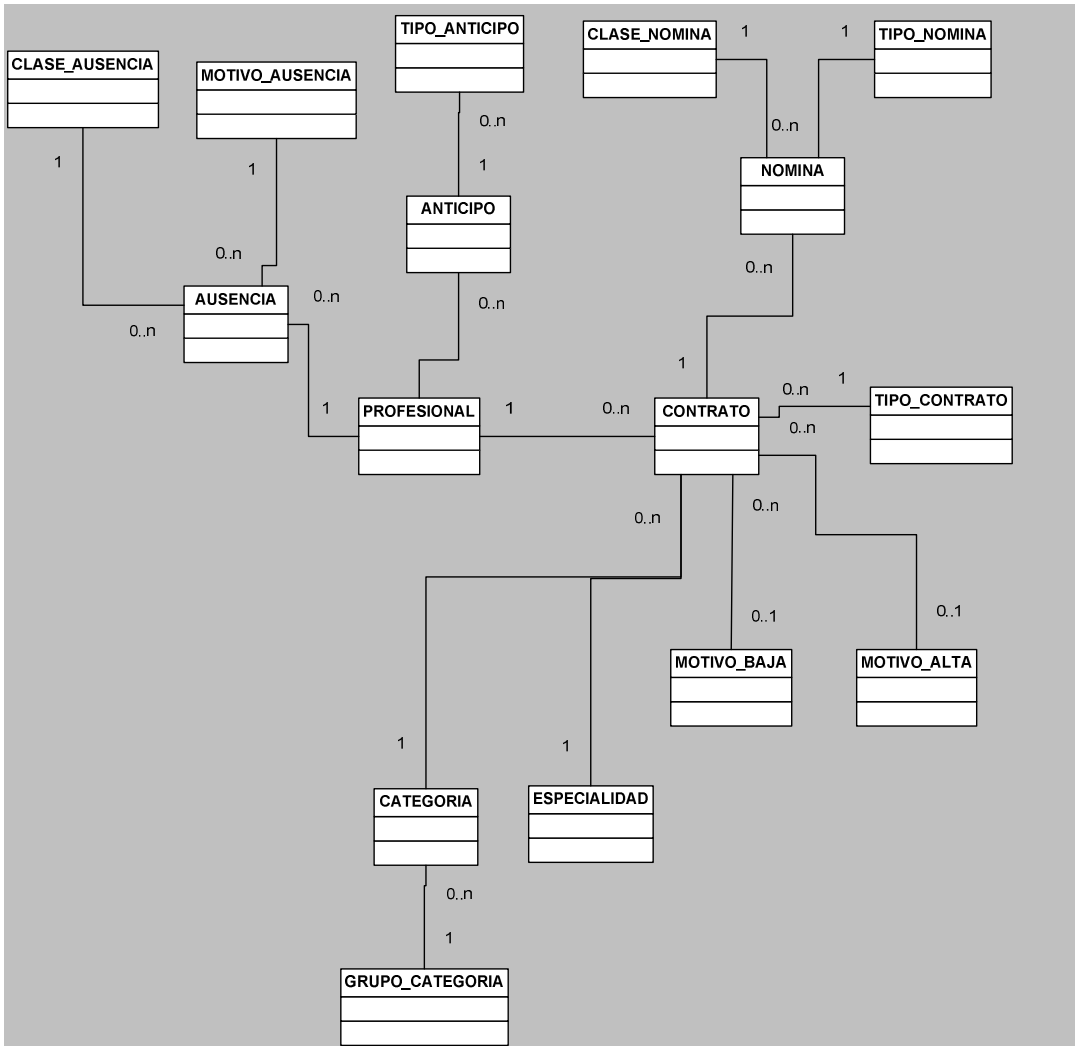 TIPO_ANTICIPO
CLASE_NOMINA
1
1
TIPO_NOMINA
CLASE_AUSENCIA
MOTIVO_AUSENCIA
0..n
0..n
1
1
1
NOMINA
ANTICIPO
0..n
0..n
AUSENCIA
0..n
0..n
0..n
1
1
PROFESIONAL
1
0..n
CONTRATO
0..n
1
TIPO_CONTRATO
0..n
0..n
0..n
0..1
0..1
MOTIVO_BAJA
MOTIVO_ALTA
1
1
CATEGORIA
ESPECIALIDAD
0..n
1
GRUPO_CATEGORIA